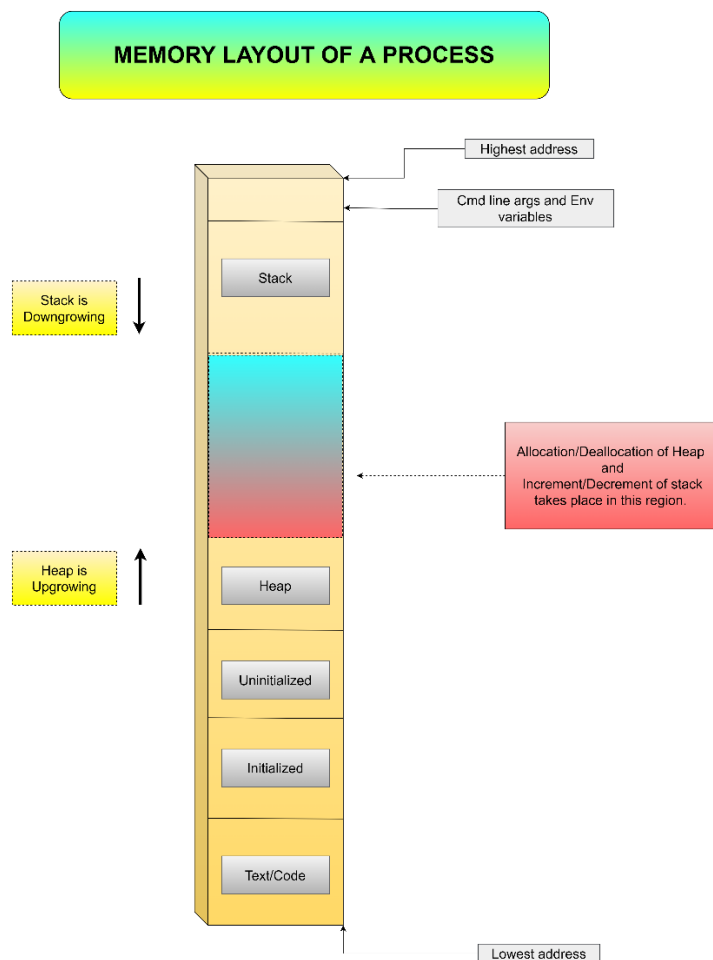 MEMORY LAYOUT OF A PROCESS
Highest address
Cmd line args and Env
variables
Stack
Stack is
Downgrowing
Allocation/Deallocation of Heap
and
Increment/Decrement of stack
takes place in this region.
Heap is
Upgrowing
Heap
Uninitialized
Initialized
Text/Code
Lowest address